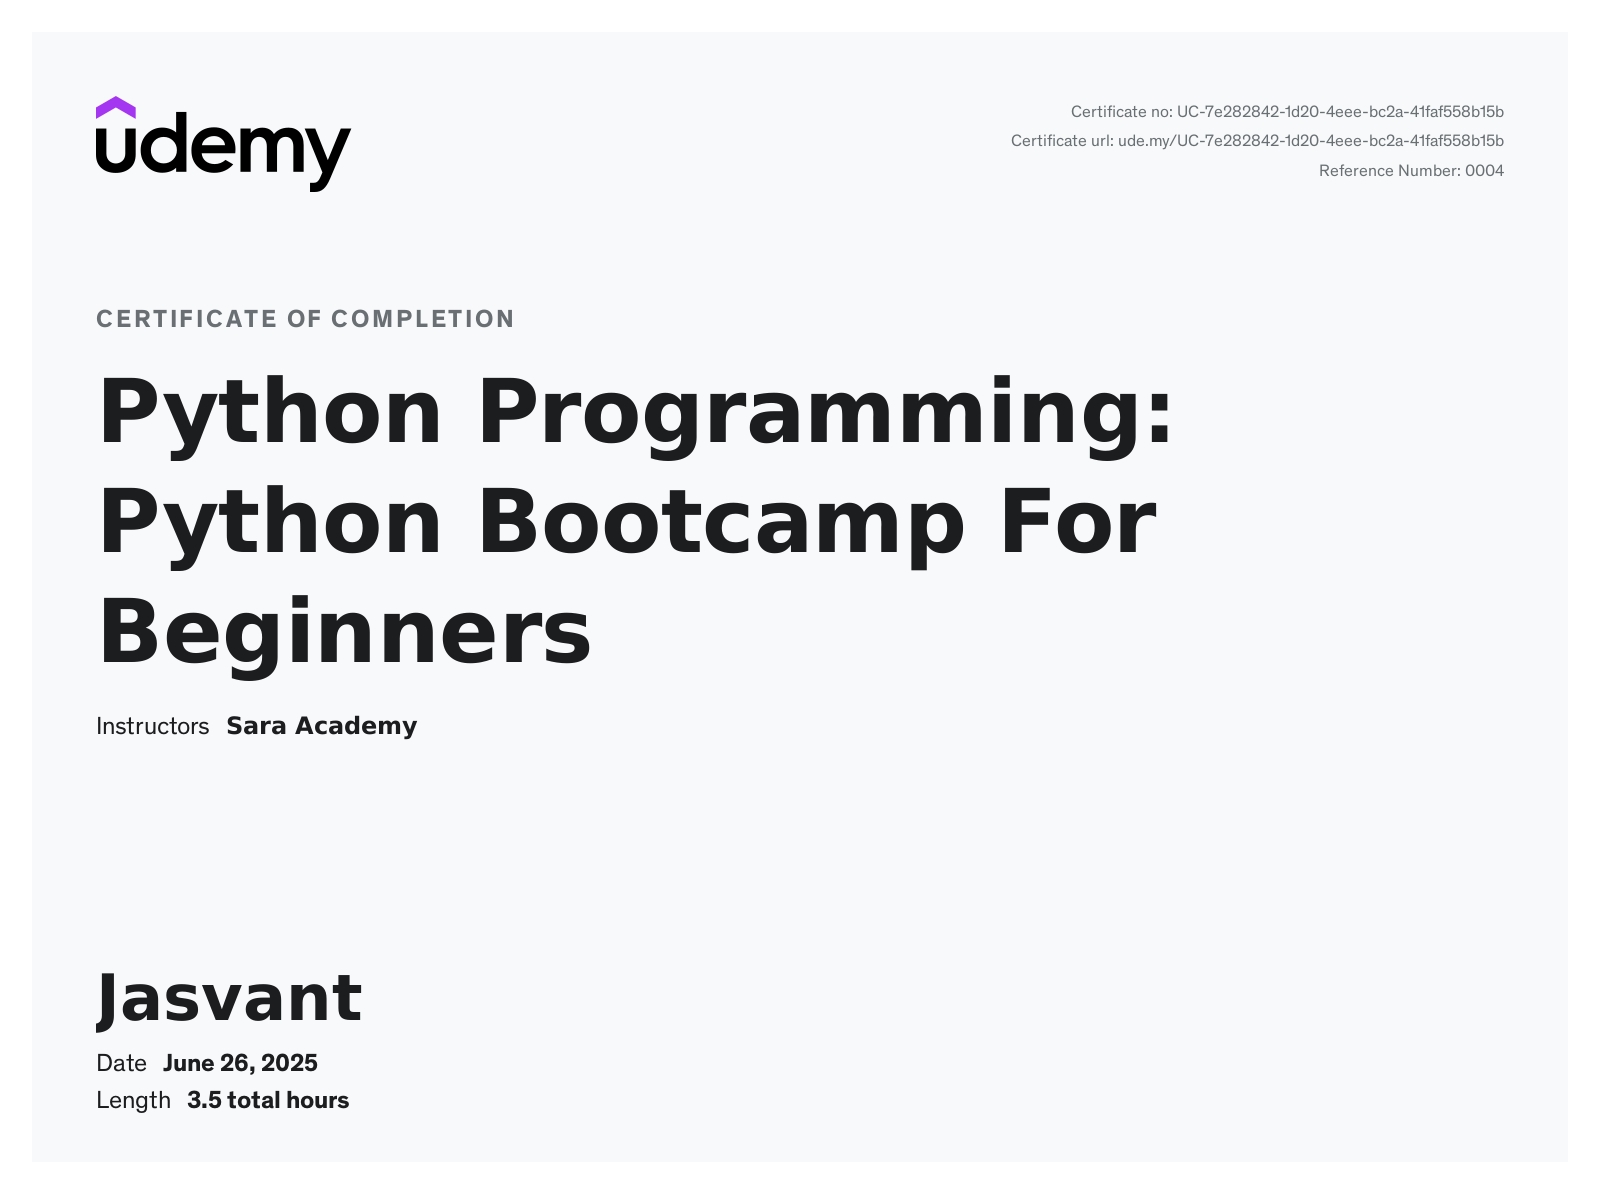 udemy
Certificate no: UC-7e282842-1d20-4eee-bc2a-41faf558b15b
Certificate url: ude.my/UC-7e282842-1d20-4eee-bc2a-41faf558b15b
Reference Number: 0004
CERTIFICATE OF COMPLETION
Python Programming:
Python Bootcamp For
Beginners
Instructors Sara Academy
Jasvant
Date June 26, 2025
Length 3.5 total hours